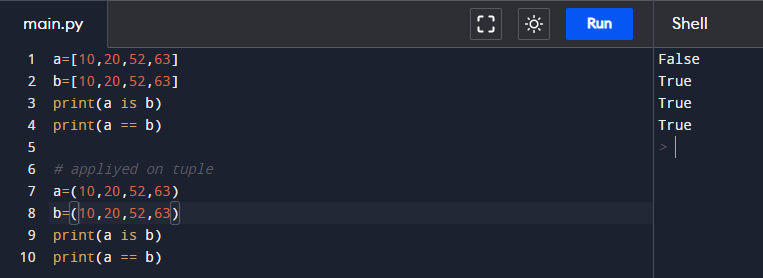 main.py Run Shell
1 a=[10,20,52,63]
2 b=[10,20,52,63]
3 print(a is b)
4 print(a == b)
5
6 # appliyed on tuple
7 a=(10,20,52,63)
8 b=(10,20,52,63)
9 print(a is b)
10 print(a == b)
False
True
True
True
>